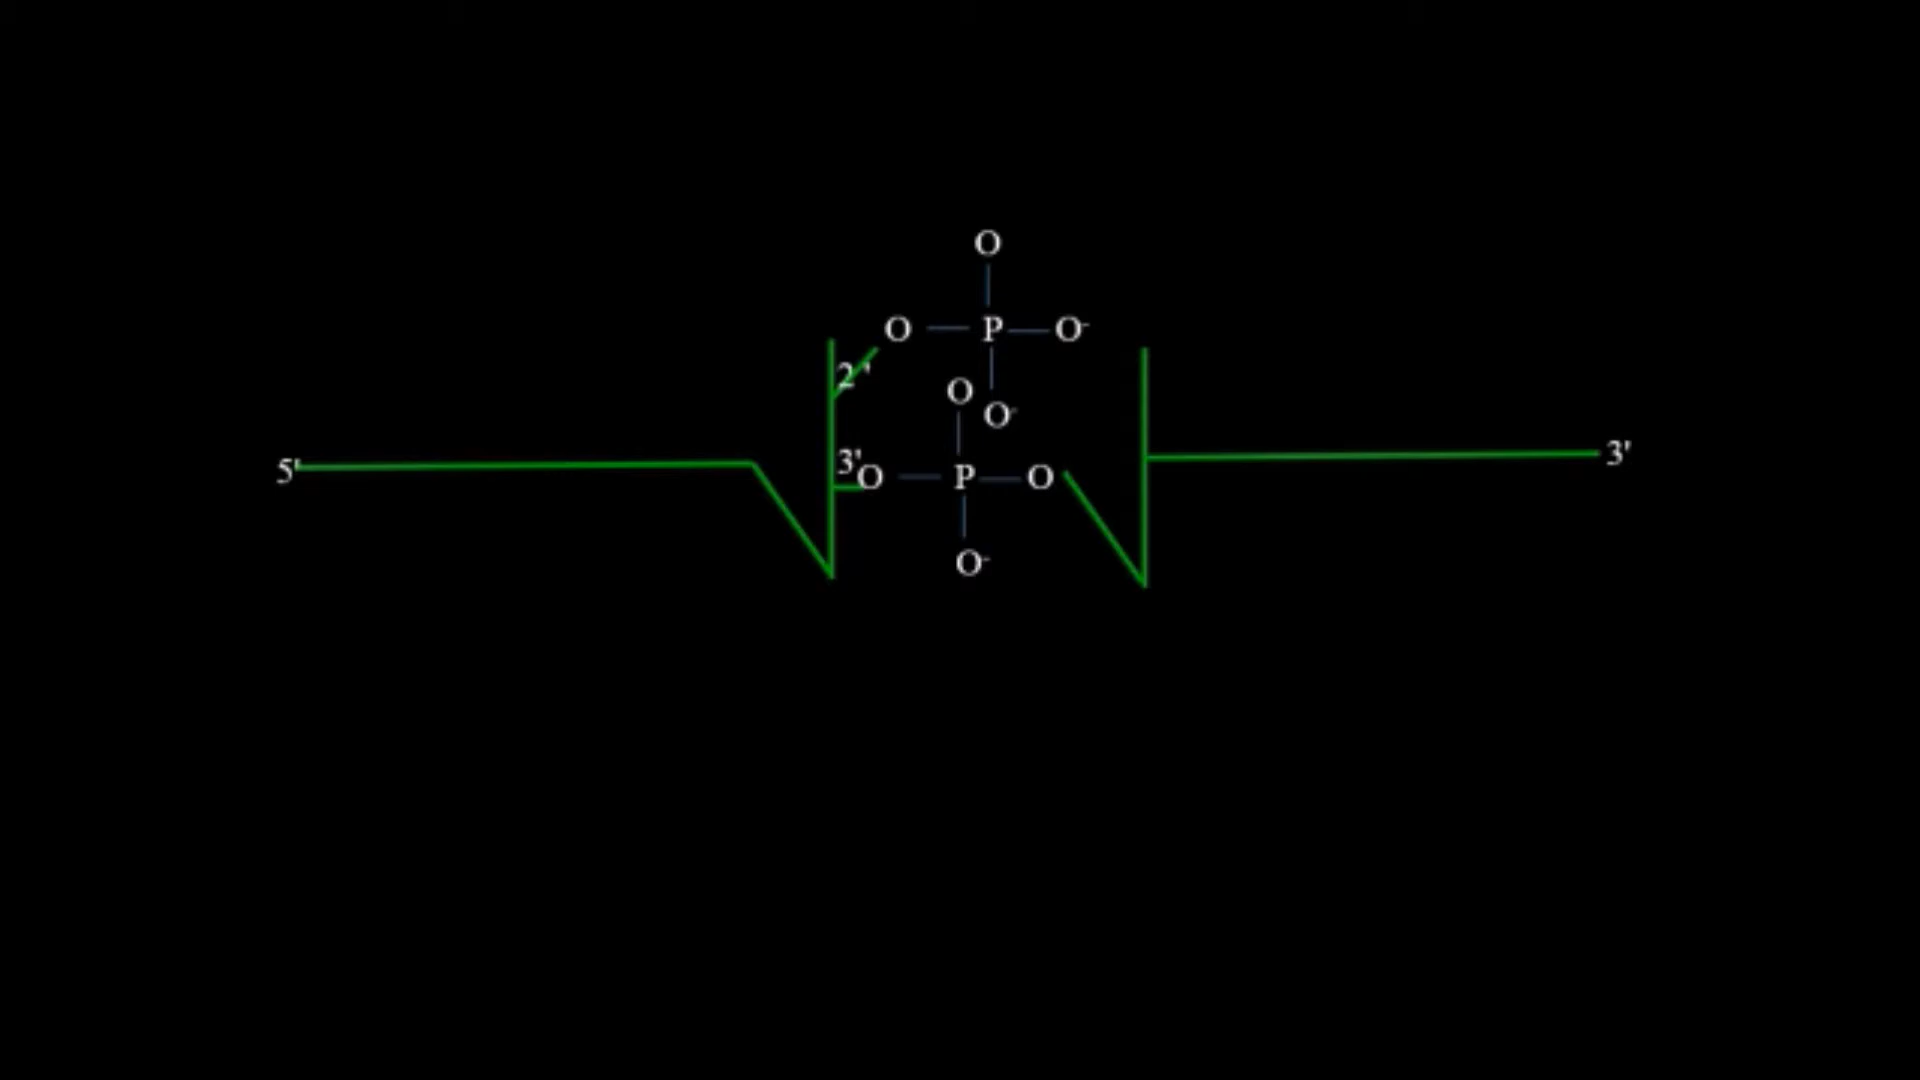 O
O P O-
2'
O O-
5' 3' O P O 3'
O-